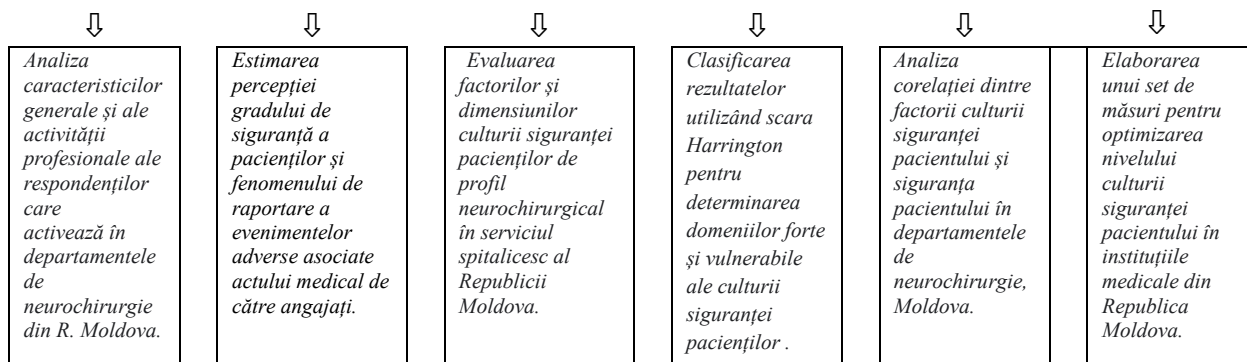 Analiza
caracteristicilor
generale și ale
activității
profesionale ale
respondenților
care
activează în
departamentele
de
neurochirurgie
din R. Moldova.
Estimarea
percepției
gradului de
siguranță a
pacienților și
fenomenului de
raportare a
evenimentelor
adverse asociate
actului medical de
către angajați.
Evaluarea
factorilor și
dimensiunilor
culturii siguranței
pacienților de
profil
neurochirurgical
în serviciul
spitalicesc al
Republicii
Moldova.
Clasificarea
rezultatelor
utilizând scara
Harrington
pentru
determinarea
domeniilor forte
și vulnerabile
ale culturii
siguranței
pacienților .
Analiza
corelației dintre
factorii culturii
siguranței
pacientului și
siguranța
pacientului în
departamentele
de
neurochirurgie,
Moldova.
Elaborarea
unui set de
măsuri pentru
optimizarea
nivelului
culturii
siguranței
pacientului în
instituțiile
medicale din
Republica
Moldova.